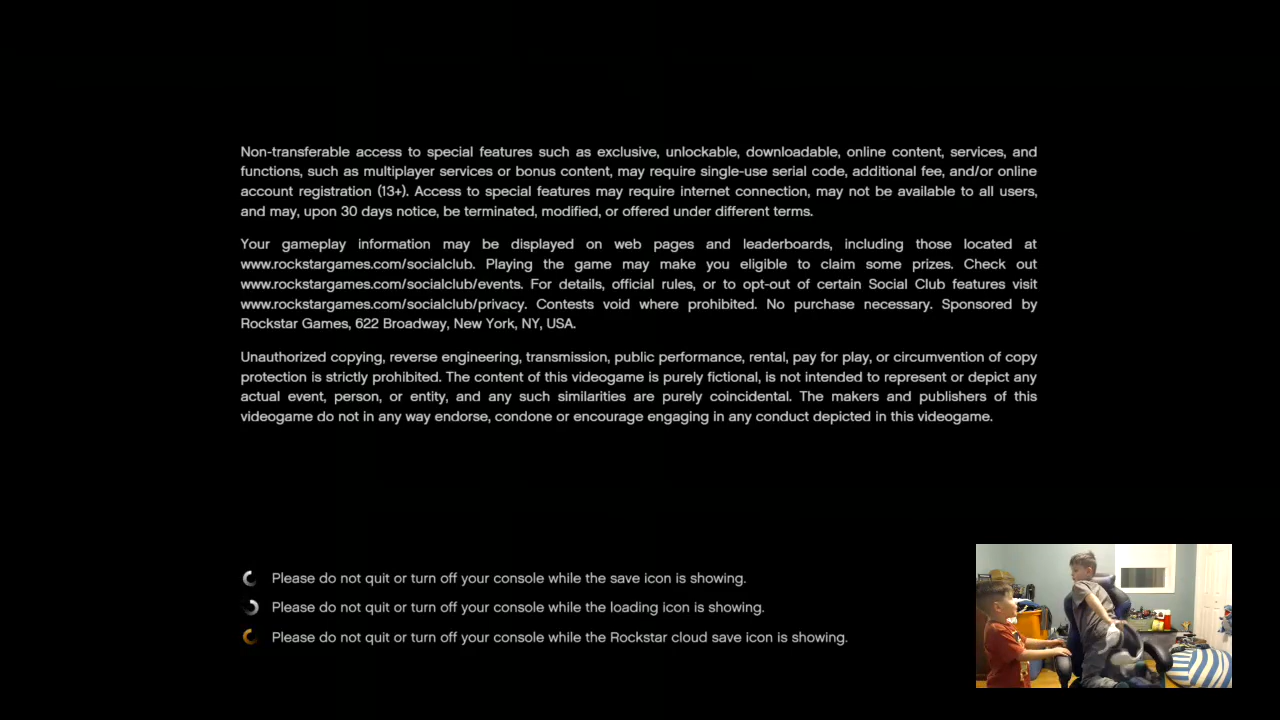 Non-transferable access to special features such as exclusive, unlockable, downloadable, online content, services, and
functions, such as multiplayer services or bonus content, may require single-use serial code, additional fee, and/or online
account registration (13+). Access to special features may require internet connection, may not be available to all users,
and may, upon 30 days notice, be terminated, modified, or offered under different terms.
Your gameplay information may be displayed on web pages and leaderboards, including those located at
www.rockstargames.com/socialclub. Playing the game may make you eligible to claim some prizes. Check out
www.rockstargames.com/socialclub/events. For details, official rules, or to opt-out of certain Social Club features visit
www.rockstargames.com/socialclub/privacy. Contests void where prohibited. No purchase necessary. Sponsored by
Rockstar Games, 622 Broadway, New York, NY, USA.
Unauthorized copying, reverse engineering, transmission, public performance, rental, pay for play, or circumvention of copy
protection is strictly prohibited. The content of this videogame is purely fictional, is not intended to represent or depict any
actual event, person, or entity, and any such similarities are purely coincidental. The makers and publishers of this
videogame do not in any way endorse, condone or encourage engaging in any conduct depicted in this videogame.
Please do not quit or turn off your console while the save icon is showing.
Please do not quit or turn off your console while the loading icon is showing.
Please do not quit or turn off your console while the Rockstar cloud save icon is showing.